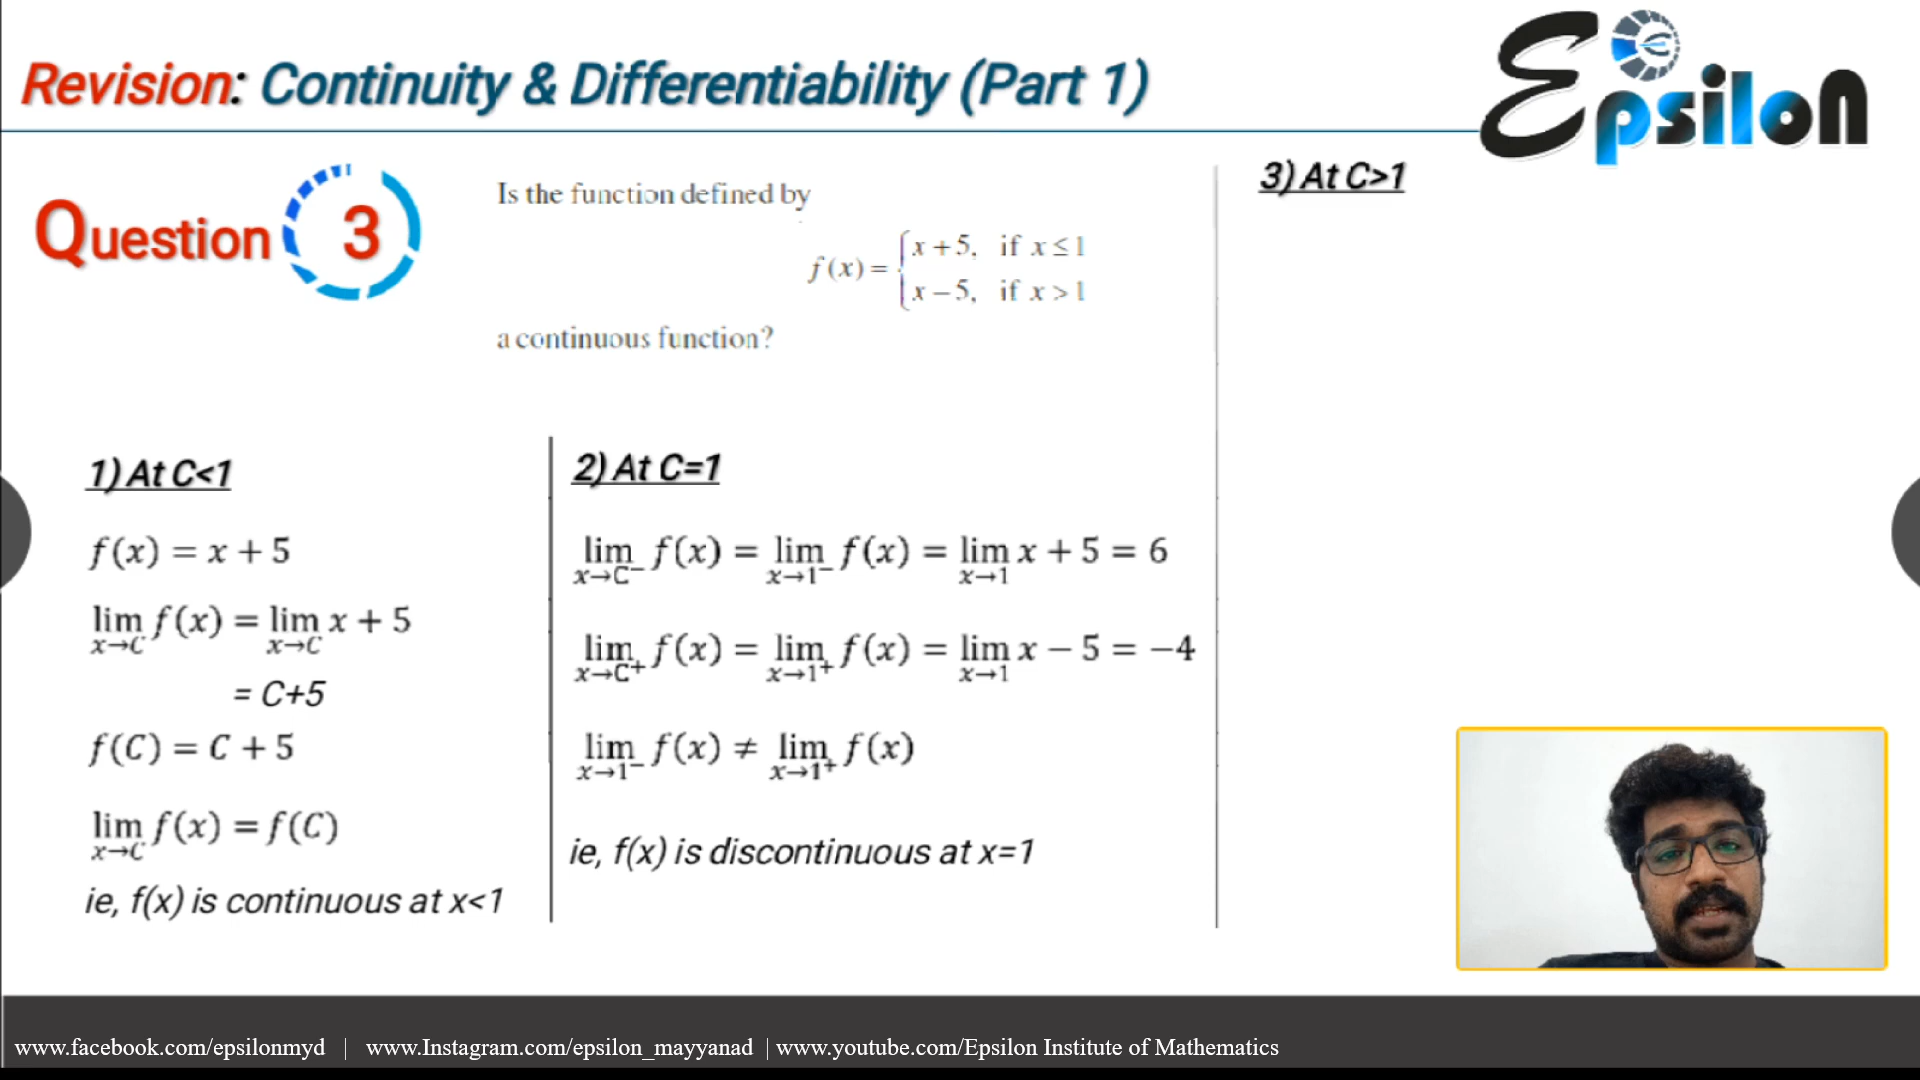 Revision: Continuity & Differentiability (Part 1)
Epsilon
Question 3
Is the function defined by
f(x) = { x + 5, if x ≤ 1
x − 5, if x > 1
a continuous function?
1) At C<1
f(x) = x + 5
lim x→C f(x) = lim x→C x + 5
= C+5
f(C) = C + 5
lim x→C f(x) = f(C)
ie, f(x) is continuous at x<1
2) At C=1
lim x→C⁻ f(x) = lim x→1⁻ f(x) = lim x→1 x + 5 = 6
lim x→C⁺ f(x) = lim x→1⁺ f(x) = lim x→1 x − 5 = −4
lim x→1⁻ f(x) ≠ lim x→1⁺ f(x)
ie, f(x) is discontinuous at x=1
3) At C>1
www.facebook.com/epsilonmyd | www.Instagram.com/epsilon_mayyanad | www.youtube.com/Epsilon Institute of Mathematics